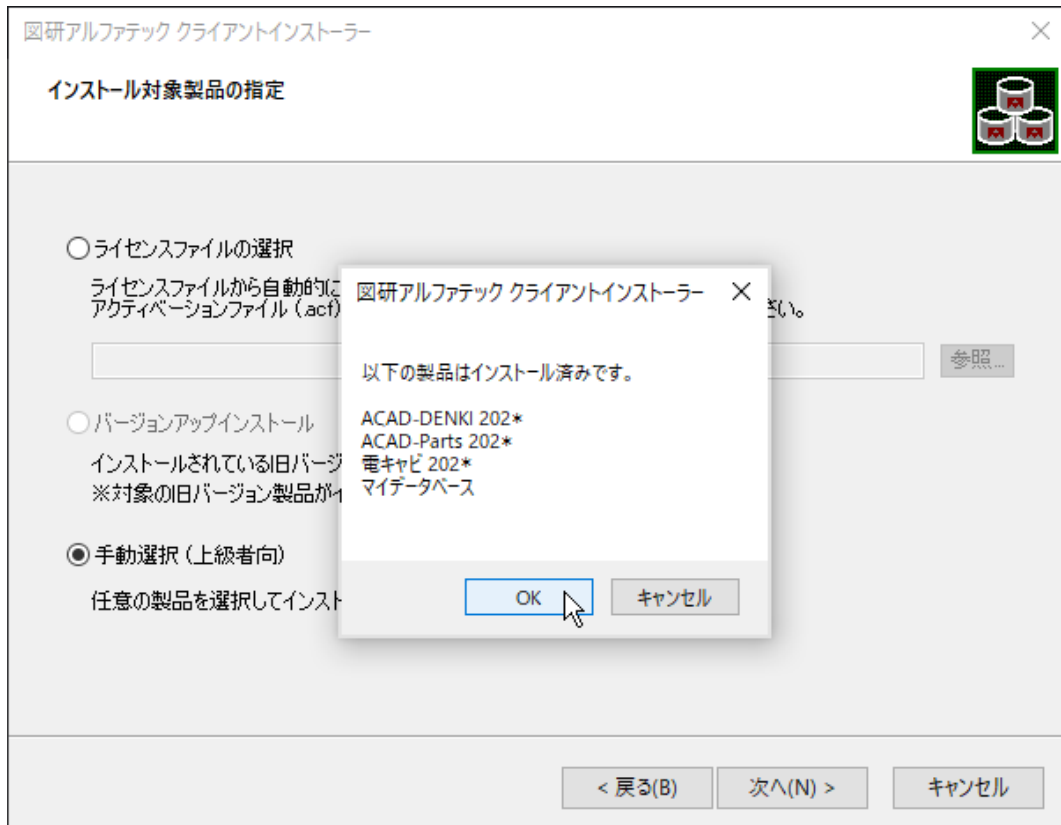 図研アルファテック クライアントインストーラー
インストール対象製品の指定
ライセンスファイルの選択
ライセンスファイルから自動的に
アクティベーションファイル(.acf)
さい。
参照...
バージョンアップインストール
インストールされている旧バージ
※対象の旧バージョン製品がイ
手動選択(上級者向)
任意の製品を選択してインスト
図研アルファテック クライアントインストーラー
以下の製品はインストール済みです。
ACAD-DENKI 202*
ACAD-Parts 202*
電キャビ 202*
マイデータベース
OK
キャンセル
< 戻る(B)
次へ(N) >
キャンセル